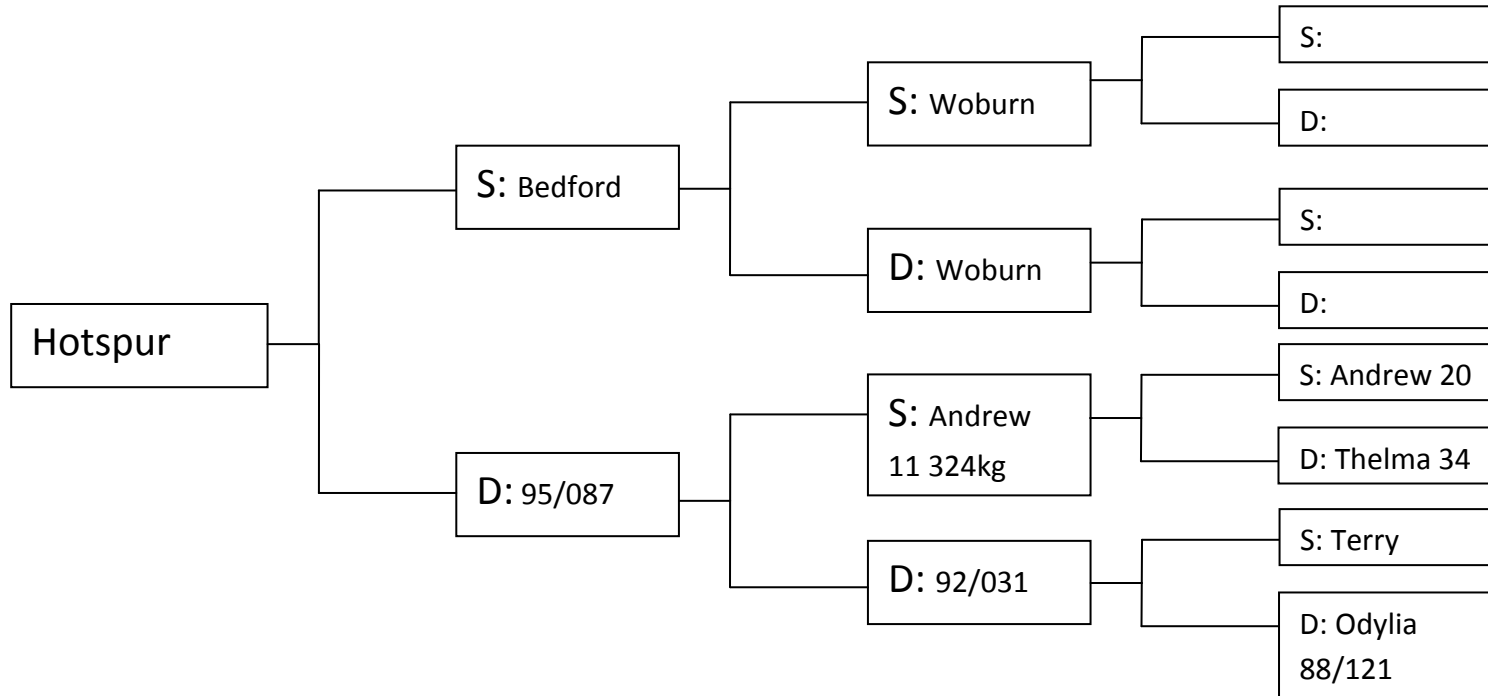 Hotspur
S: Bedford
D: 95/087
S: Woburn
D: Woburn
S: Andrew
11 324kg
D: 92/031
S:
D:
S:
D:
S: Andrew 20
D: Thelma 34
S: Terry
D: Odylia
88/121